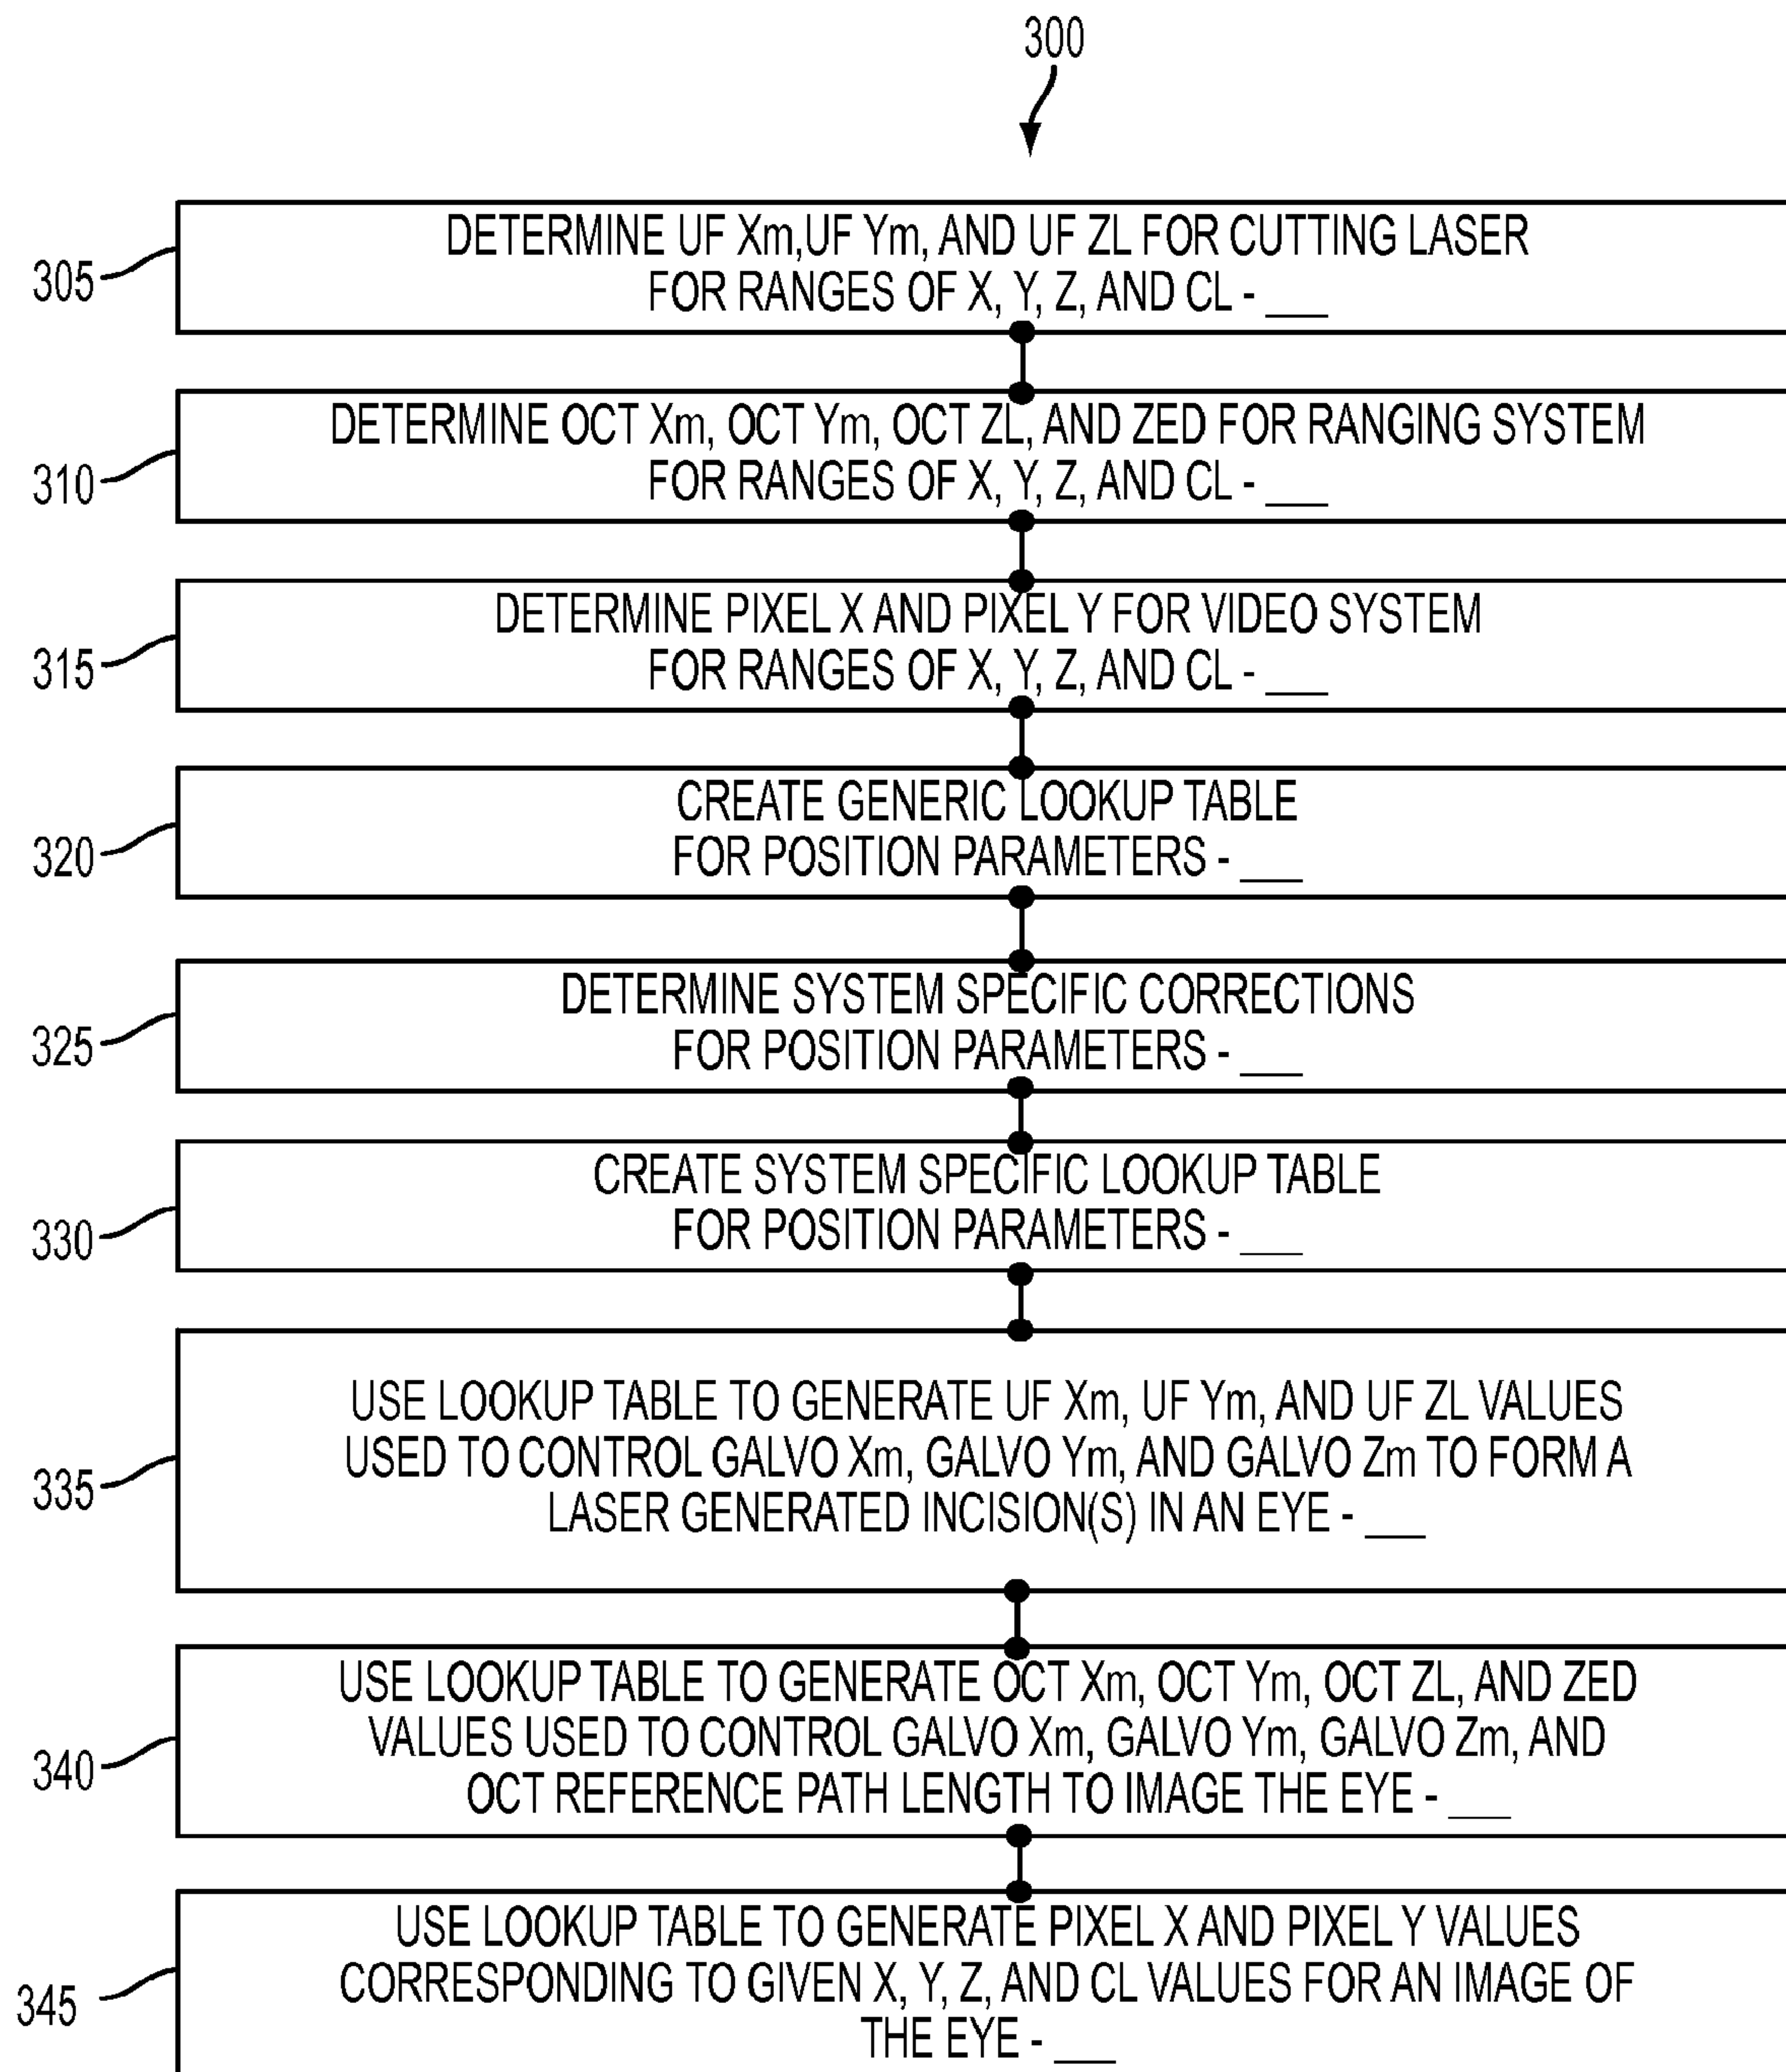 300
305
DETERMINE UF Xm,UF Ym, AND UF ZL FOR CUTTING LASER
FOR RANGES OF X, Y, Z, AND CL - ___
310
DETERMINE OCT Xm, OCT Ym, OCT ZL, AND ZED FOR RANGING SYSTEM
FOR RANGES OF X, Y, Z, AND CL - ___
315
DETERMINE PIXEL X AND PIXEL Y FOR VIDEO SYSTEM
FOR RANGES OF X, Y, Z, AND CL - ___
320
CREATE GENERIC LOOKUP TABLE
FOR POSITION PARAMETERS - ___
325
DETERMINE SYSTEM SPECIFIC CORRECTIONS
FOR POSITION PARAMETERS - ___
330
CREATE SYSTEM SPECIFIC LOOKUP TABLE
FOR POSITION PARAMETERS - ___
335
USE LOOKUP TABLE TO GENERATE UF Xm, UF Ym, AND UF ZL VALUES
USED TO CONTROL GALVO Xm, GALVO Ym, AND GALVO Zm TO FORM A
LASER GENERATED INCISION(S) IN AN EYE - ___
340
USE LOOKUP TABLE TO GENERATE OCT Xm, OCT Ym, OCT ZL, AND ZED
VALUES USED TO CONTROL GALVO Xm, GALVO Ym, GALVO Zm, AND
OCT REFERENCE PATH LENGTH TO IMAGE THE EYE - ___
345
USE LOOKUP TABLE TO GENERATE PIXEL X AND PIXEL Y VALUES
CORRESPONDING TO GIVEN X, Y, Z, AND CL VALUES FOR AN IMAGE OF
THE EYE - ___